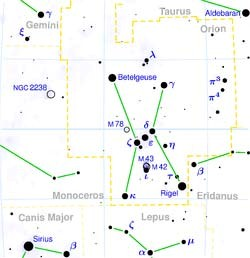 Taurus
Aldebaran
γ
Gemini
ξ
Orion
λ
Betelgeuse
γ
π³
π⁴
NGC 2238
M 78
δ
ζ
ε
η
M 43
M 42
ι
β
τ
Rigel
Eridanus
Monoceros
κ
Canis Major
Lepus
Sirius
β
ζ
μ
α